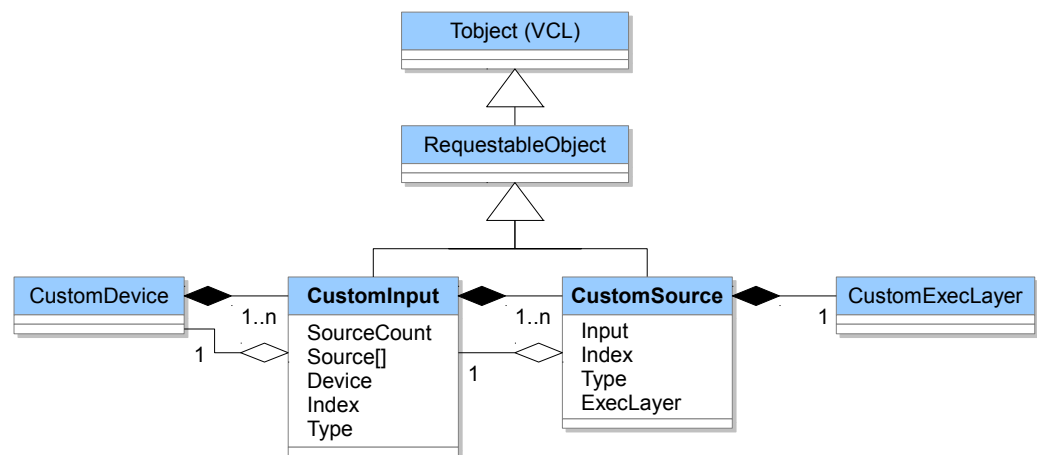 Tobject (VCL)
RequestableObject
CustomDevice
CustomInput
CustomSource
CustomExecLayer
1..n
1..n
1
1
1
SourceCount
Source[]
Device
Index
Type
Input
Index
Type
ExecLayer